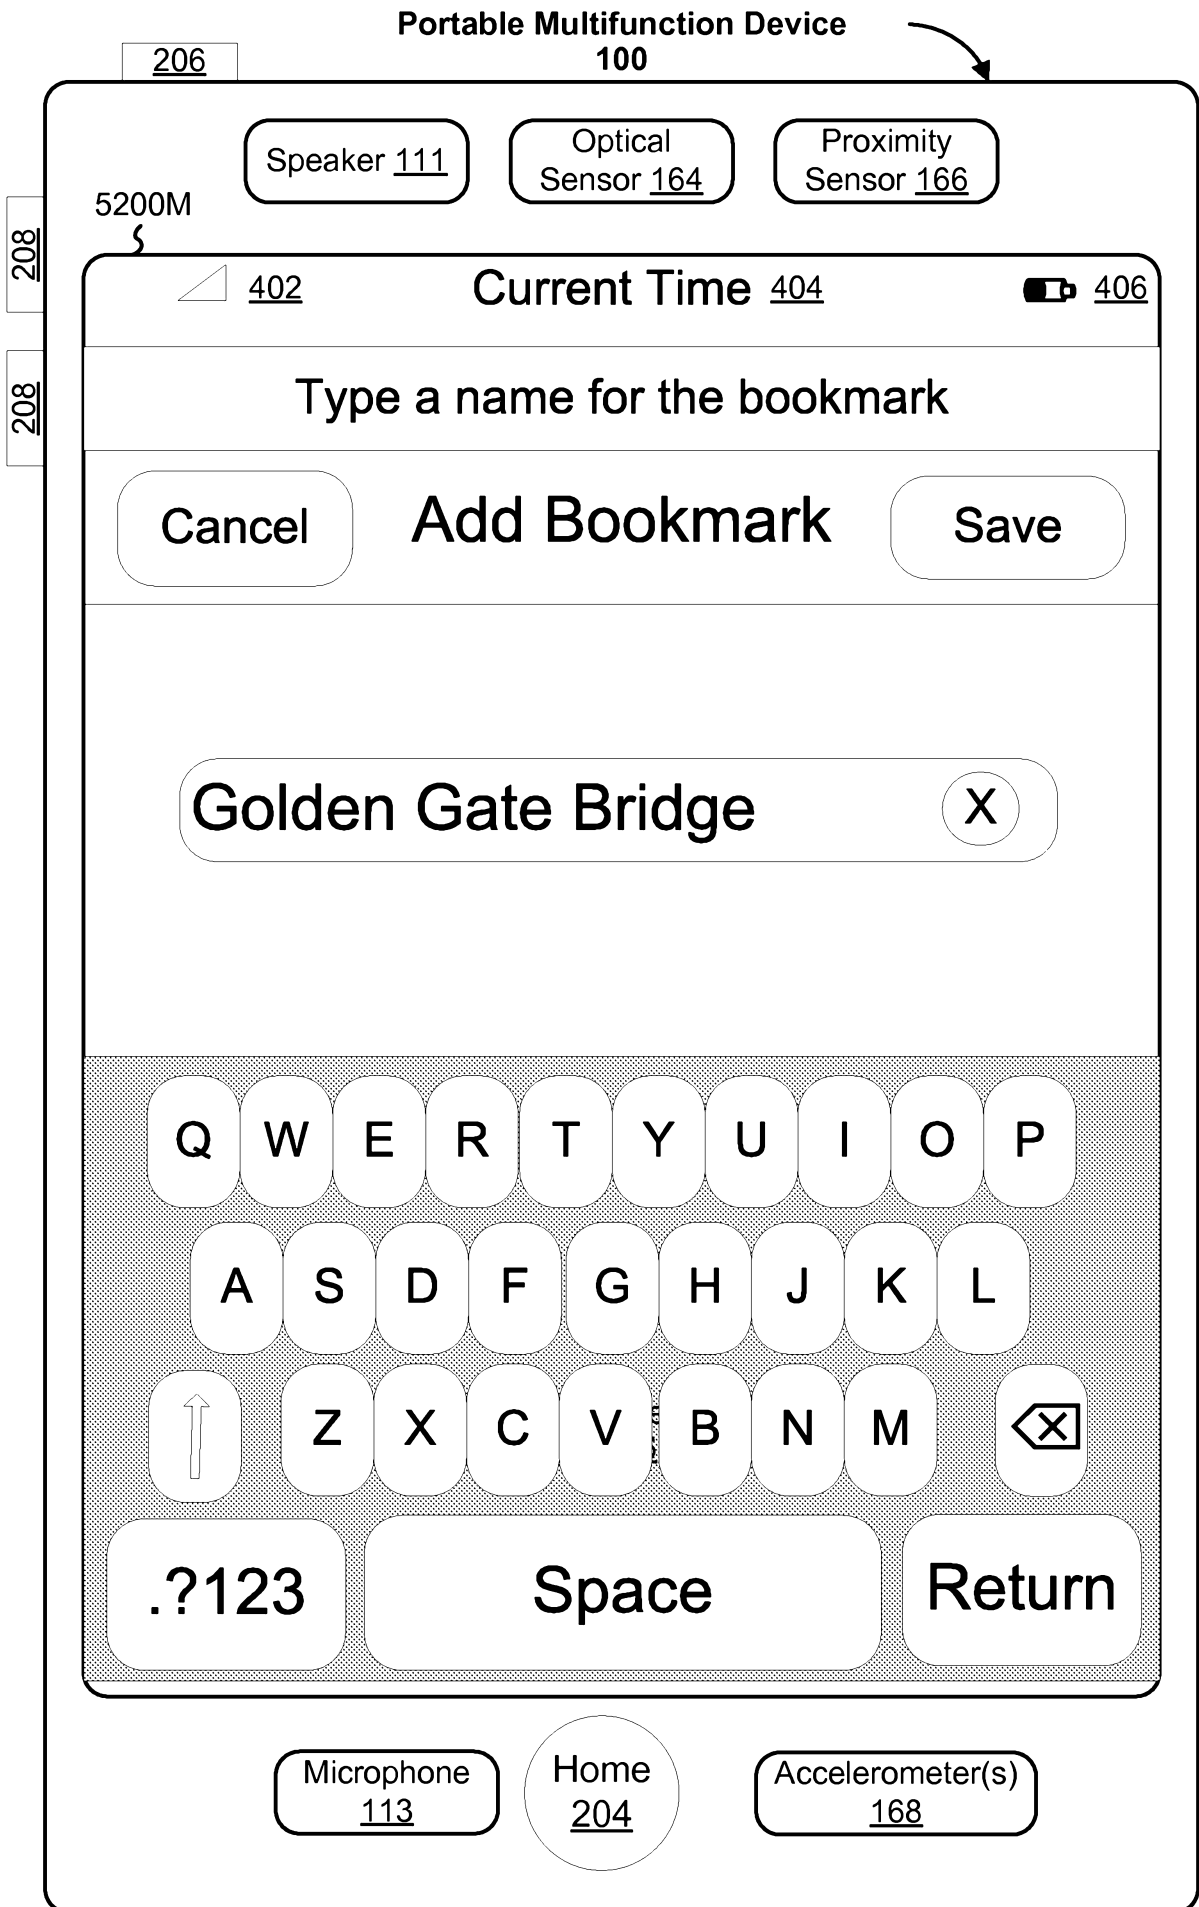 Portable Multifunction Device
100
206
Speaker 111
Optical
Sensor 164
Proximity
Sensor 166
5200M
208
208
402
Current Time 404
406
Type a name for the bookmark
Cancel
Add Bookmark
Save
Golden Gate Bridge
X
Q W E R T Y U I O P
A S D F G H J K L
Z X C V B N M
.?123
Space
Return
Microphone
113
Home
204
Accelerometer(s)
168